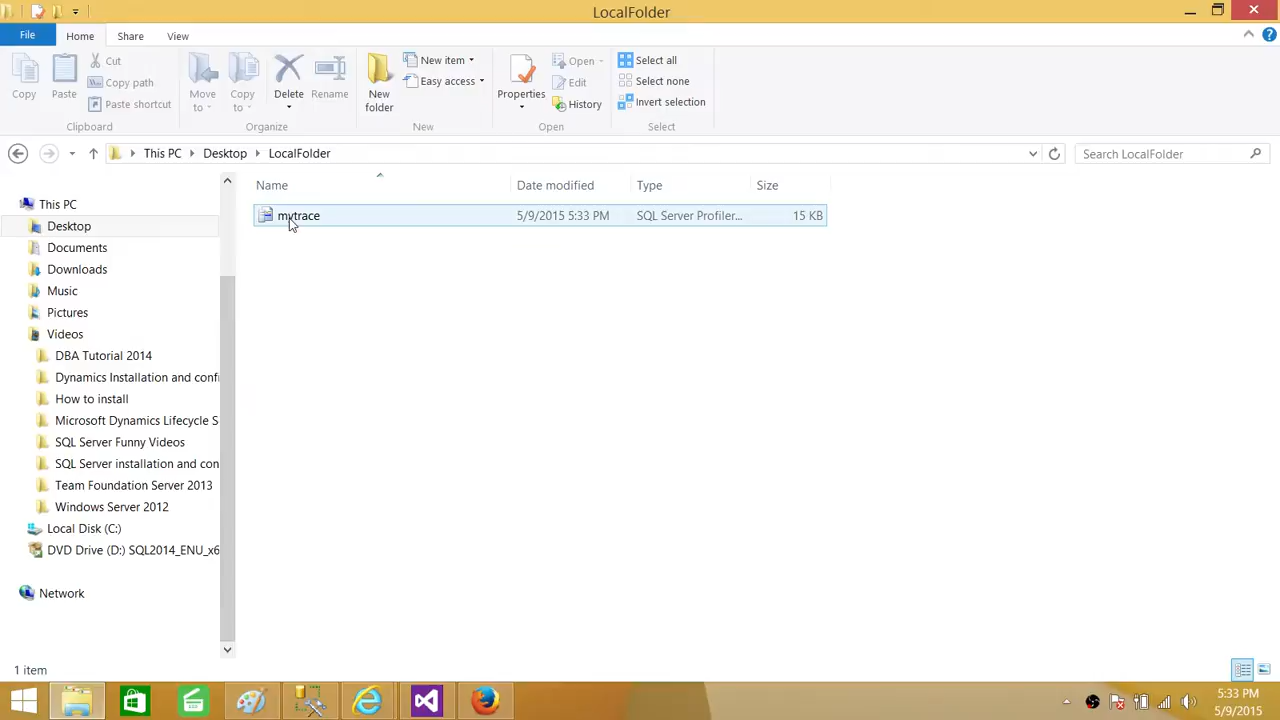 LocalFolder
File Home Share View
Copy Paste Cut Copy path Paste shortcut Move to Copy to Delete Rename New folder New item Easy access Properties Open Edit History Select all Select none Invert selection
Clipboard Organize New Open Select
This PC Desktop LocalFolder Search LocalFolder
Name Date modified Type Size
mytrace 5/9/2015 5:33 PM SQL Server Profiler... 15 KB
This PC
Desktop
Documents
Downloads
Music
Pictures
Videos
DBA Tutorial 2014
Dynamics Installation and confi
How to install
Microsoft Dynamics Lifecycle S
SQL Server Funny Videos
SQL Server installation and con
Team Foundation Server 2013
Windows Server 2012
Local Disk (C:)
DVD Drive (D:) SQL2014_ENU_x6
Network
1 item
5:33 PM
5/9/2015